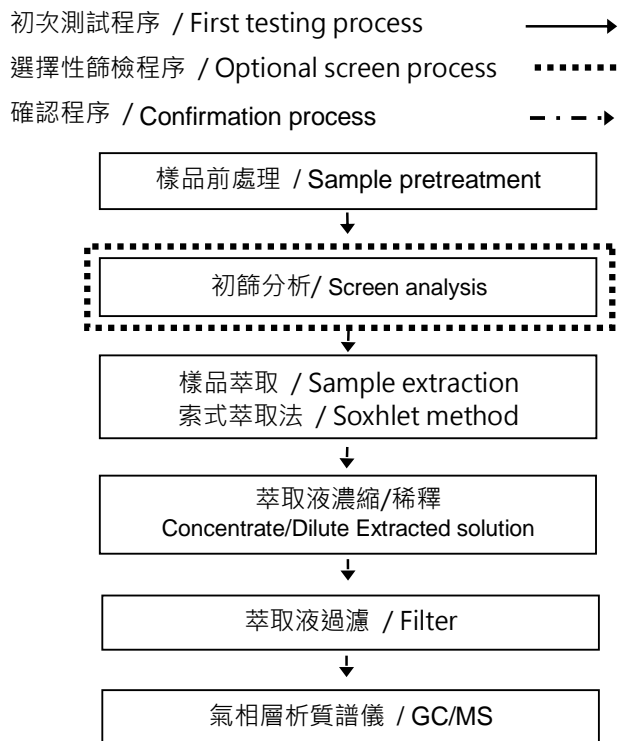 初次測試程序 / First testing process
選擇性篩檢程序 / Optional screen process
確認程序 / Confirmation process
樣品前處理 / Sample pretreatment
初篩分析/ Screen analysis
樣品萃取 / Sample extraction
索式萃取法 / Soxhlet method
萃取液濃縮/稀釋
Concentrate/Dilute Extracted solution
萃取液過濾 / Filter
氣相層析質譜儀 / GC/MS